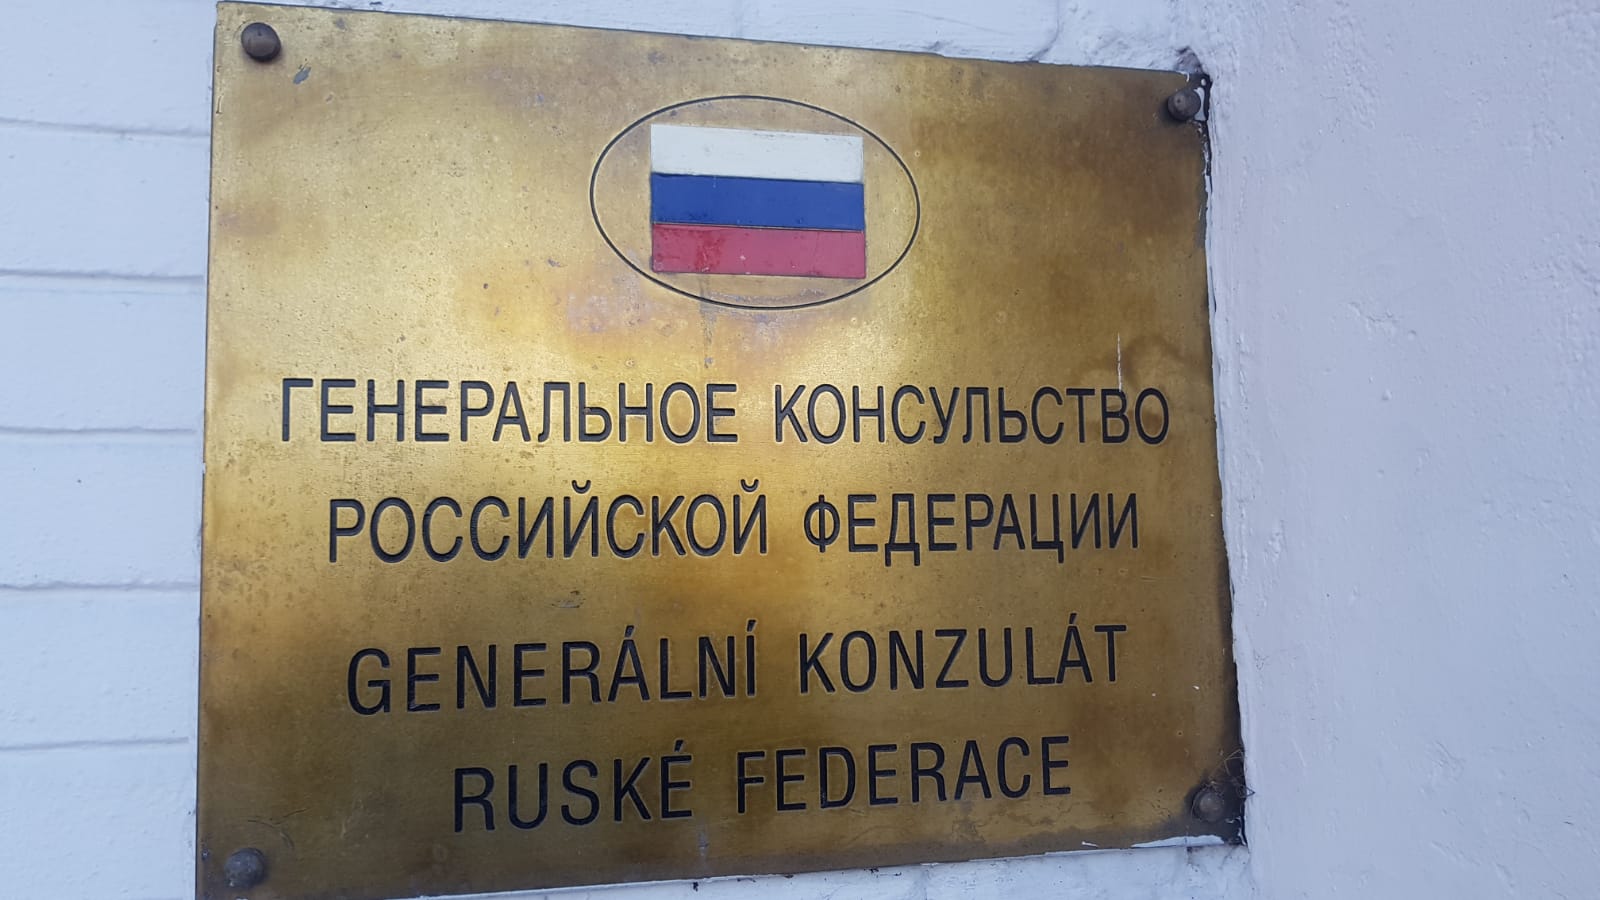 ГЕНЕРАЛЬНОЕ КОНСУЛЬСТВО
РОССИЙСКОЙ ФЕДЕРАЦИИ
GENERÁLNÍ KONZULÁT
RUSKÉ FEDERACE